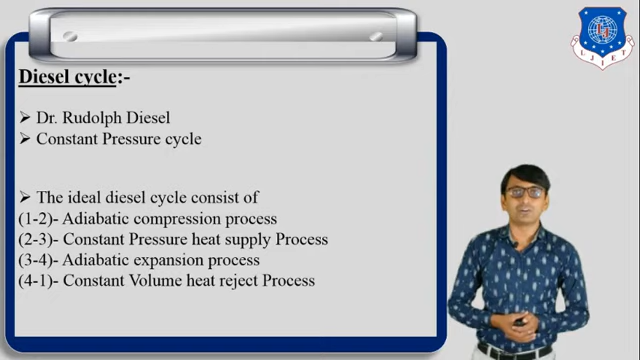 Diesel cycle:-
➢ Dr. Rudolph Diesel
➢ Constant Pressure cycle
➢ The ideal diesel cycle consist of
(1-2)- Adiabatic compression process
(2-3)- Constant Pressure heat supply Process
(3-4)- Adiabatic expansion process
(4-1)- Constant Volume heat reject Process
LJIET